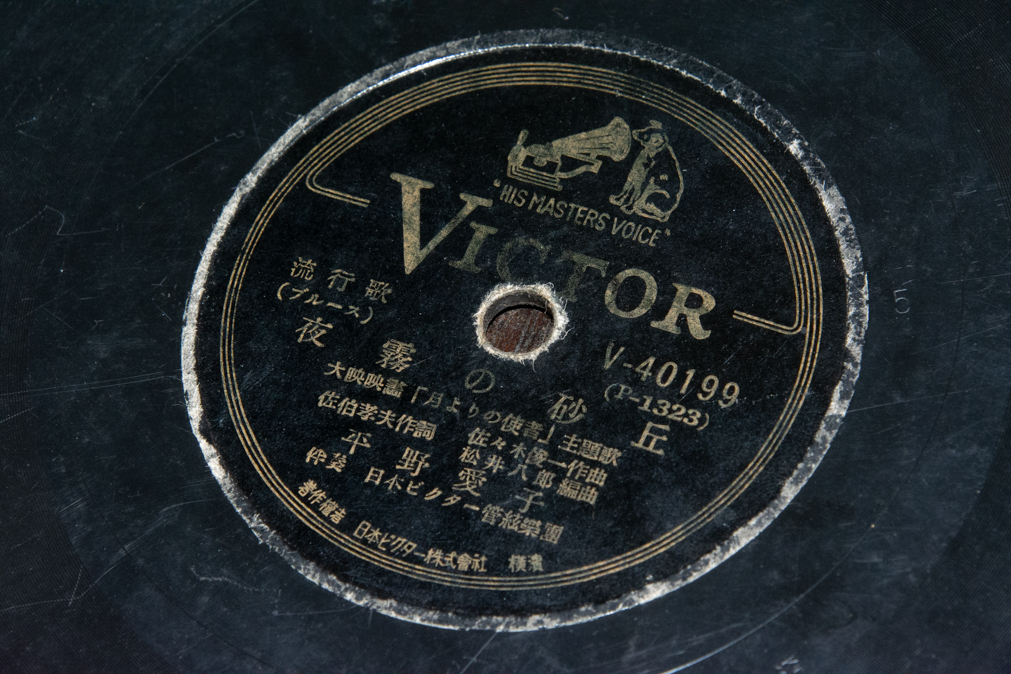 "HIS MASTERS VOICE"
VICTOR
流行歌
(ブルース)
V-40199
(P-1323)
夜霧の砂丘
大映映畵「月よりの使者」主題歌
佐伯孝夫作詞 佐々木俊一作曲
松井八郎編曲
平野愛子
伴奏 日本ビクター管絃樂團
著作權者 日本ビクター株式會社 横濱
5